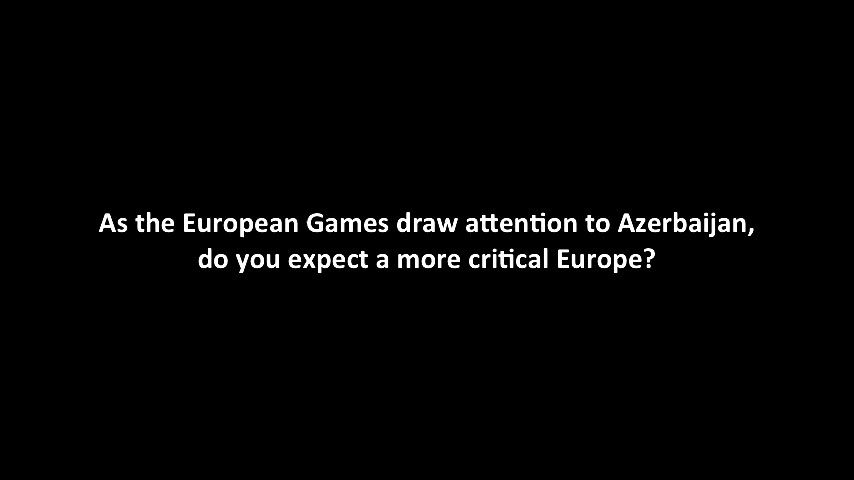 As the European Games draw attention to Azerbaijan,
do you expect a more critical Europe?